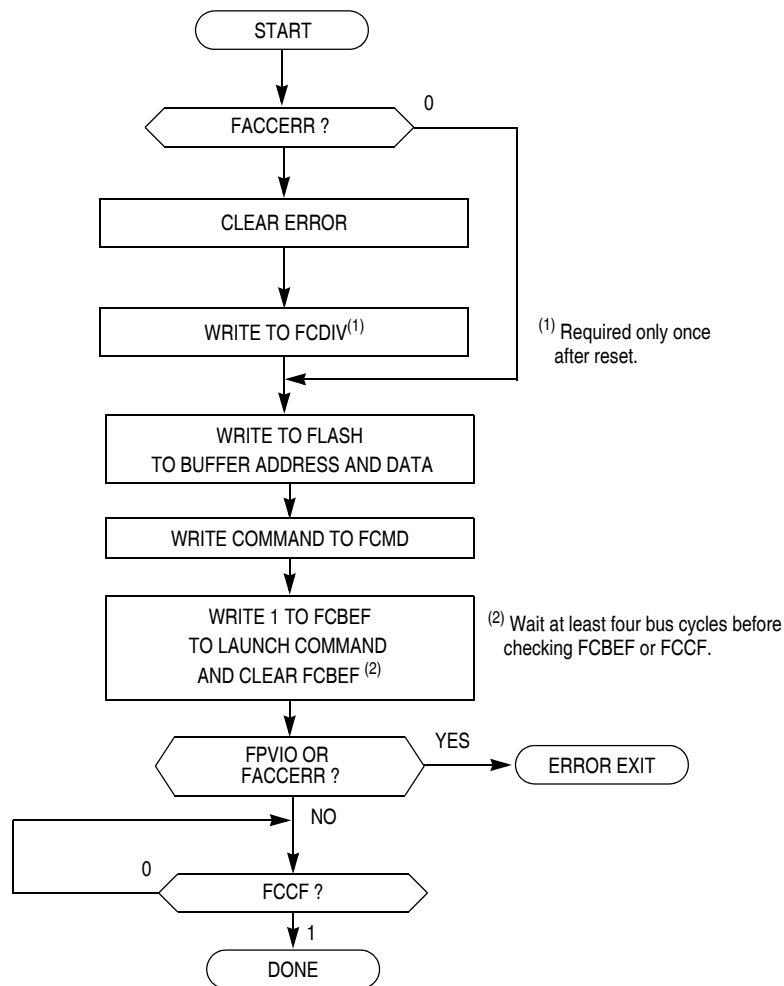 START
0
FACCERR ?
CLEAR ERROR
WRITE TO FCDIV(1)
(1) Required only once
after reset.
WRITE TO FLASH
TO BUFFER ADDRESS AND DATA
WRITE COMMAND TO FCMD
WRITE 1 TO FCBEF
TO LAUNCH COMMAND
AND CLEAR FCBEF (2)
(2) Wait at least four bus cycles before
checking FCBEF or FCCF.
FPVIO OR
FACCERR ?
YES
ERROR EXIT
NO
0
FCCF ?
1
DONE